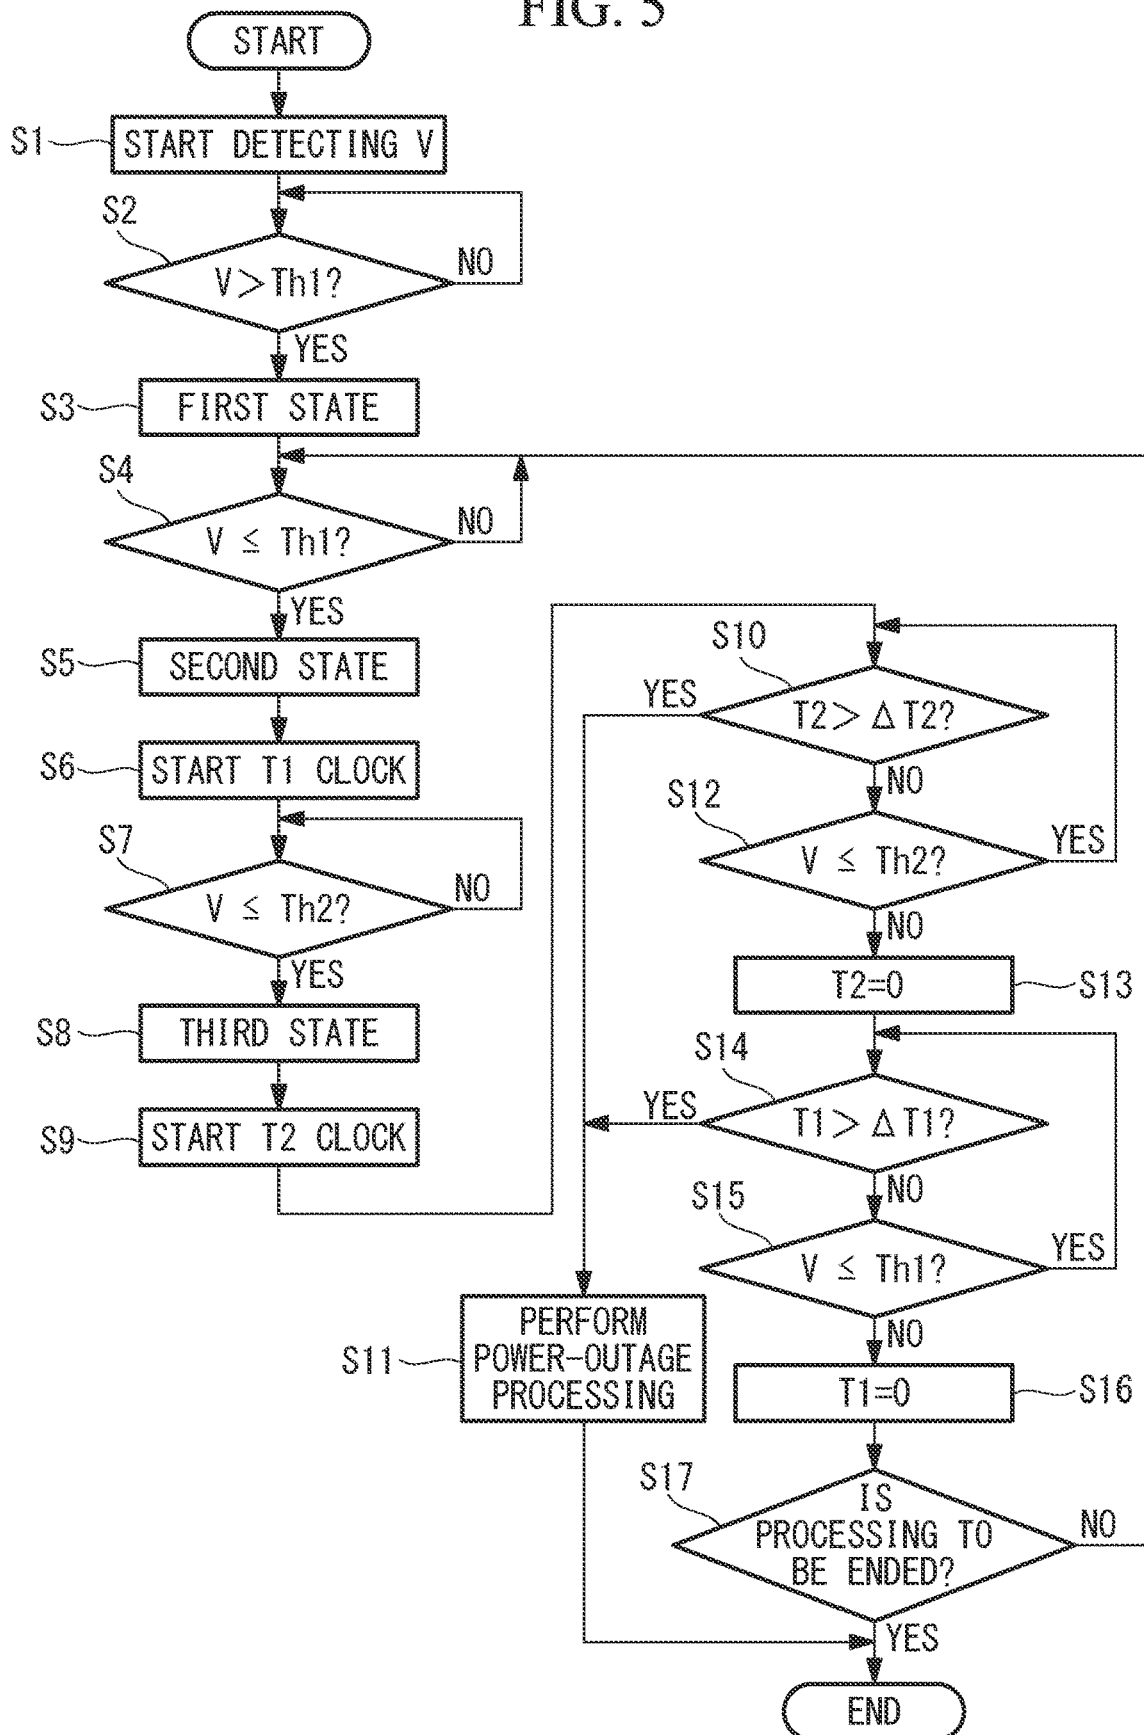 FIG. 5
START
S1
START DETECTING V
S2
V>Th1?
NO
YES
S3
FIRST STATE
S4
V ≤ Th1?
NO
YES
S5
SECOND STATE
S6
START T1 CLOCK
S7
V ≤ Th2?
NO
YES
S8
THIRD STATE
S9
START T2 CLOCK
S10
YES
T2> ΔT2?
NO
S12
V ≤ Th2?
YES
NO
T2=0
S13
S14
YES
T1> ΔT1?
NO
S15
V ≤ Th1?
YES
NO
S11
PERFORM
POWER-OUTAGE
PROCESSING
T1=0
S16
S17
IS
PROCESSING TO
BE ENDED?
NO
YES
END